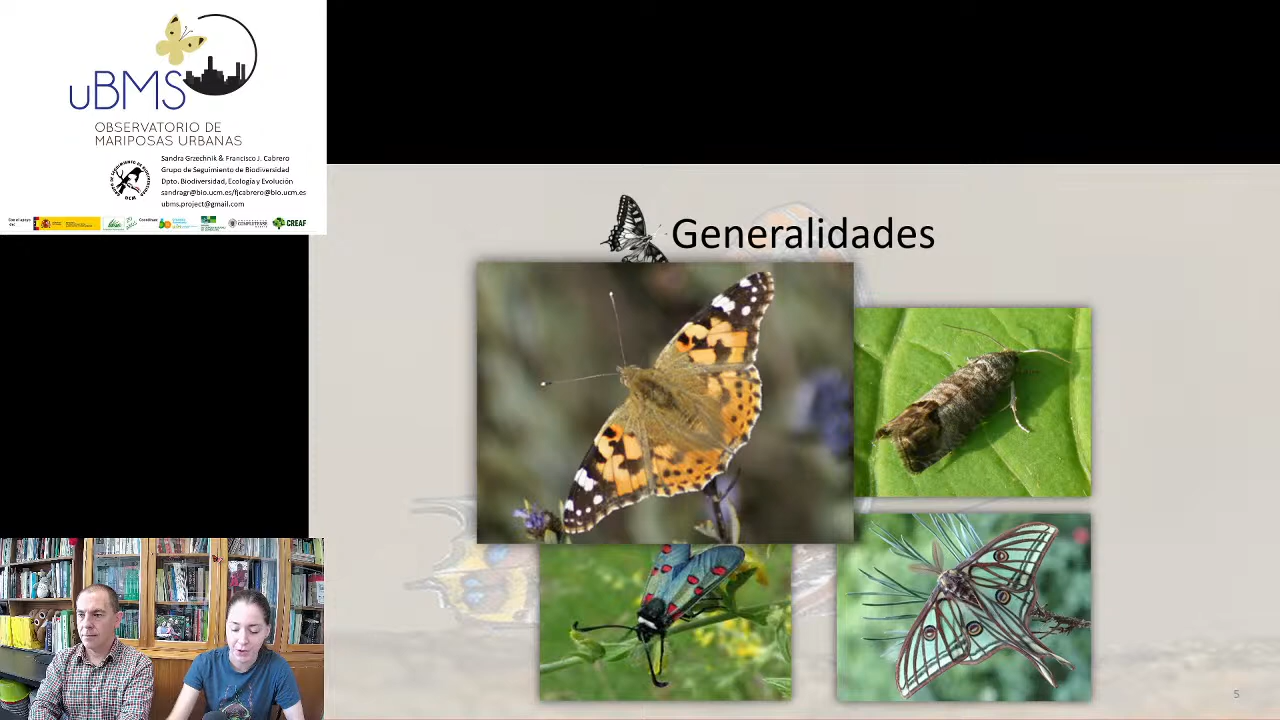 uBMS
OBSERVATORIO DE
MARIPOSAS URBANAS
Sandra Grzechnik & Francisco J. Cabrero
Grupo de Seguimiento de Biodiversidad
Dpto. Biodiversidad, Ecología y Evolución
sandragr@bio.ucm.es/fjcabrero@bio.ucm.es
ubms.project@gmail.com
CREAF
Generalidades
5